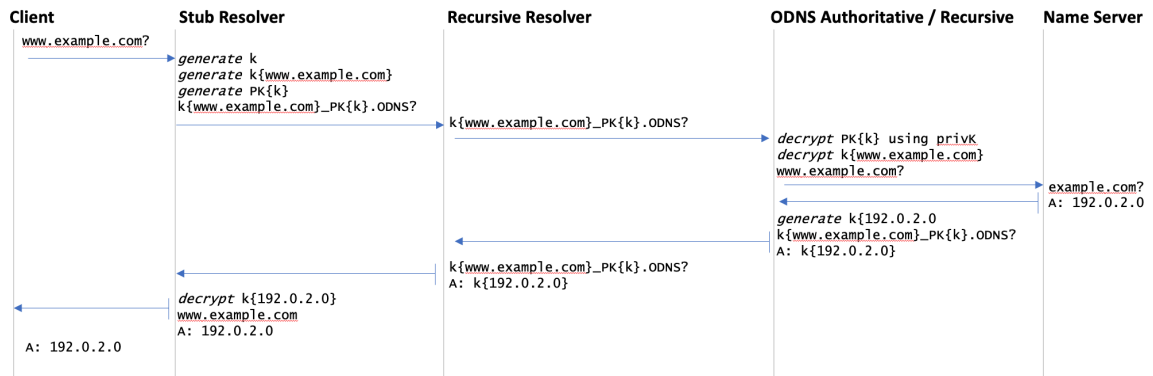 Client
Stub Resolver
Recursive Resolver
ODNS Authoritative / Recursive
Name Server
www.example.com?
generate k
generate k{www.example.com}
generate PK{k}
k{www.example.com}_PK{k}.ODNS?
k{www.example.com}_PK{k}.ODNS?
decrypt PK{k} using privK
decrypt k{www.example.com}
www.example.com?
example.com?
A: 192.0.2.0
generate k{192.0.2.0
k{www.example.com}_PK{k}.ODNS?
A: k{192.0.2.0}
k{www.example.com}_PK{k}.ODNS?
A: k{192.0.2.0}
decrypt k{192.0.2.0}
www.example.com
A: 192.0.2.0
A: 192.0.2.0